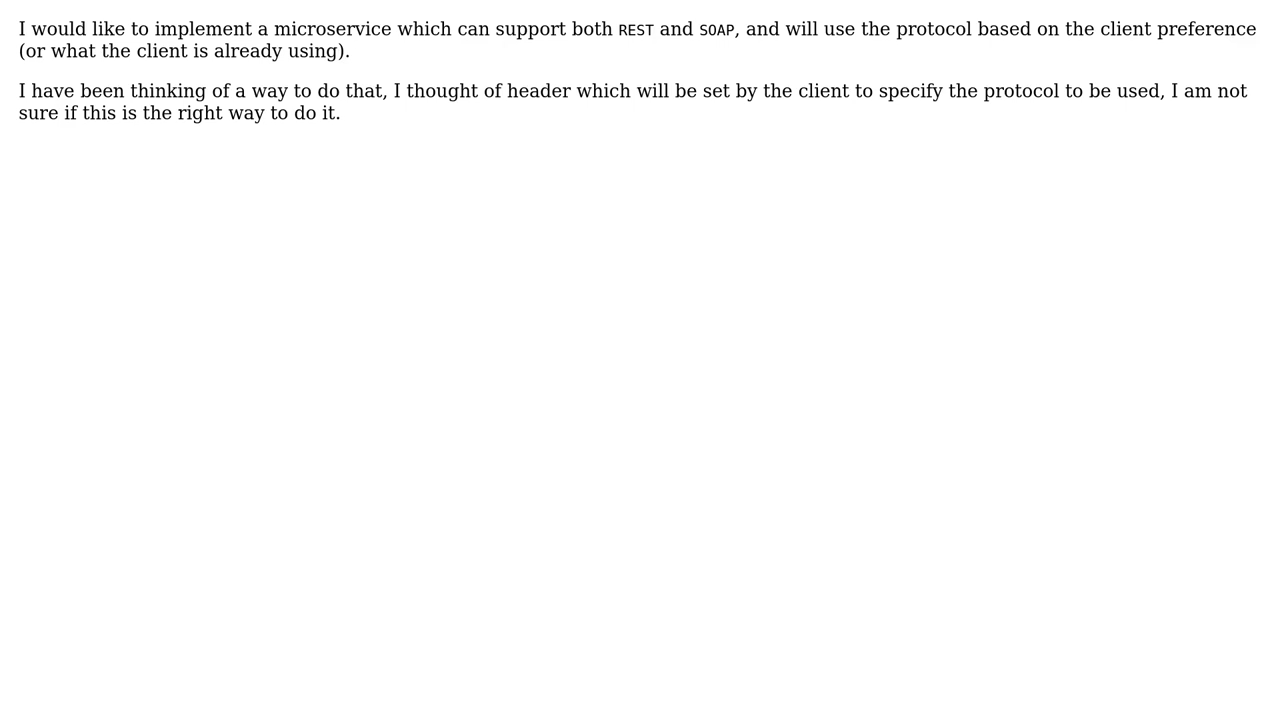 I would like to implement a microservice which can support both REST and SOAP, and will use the protocol based on the client preference
(or what the client is already using).
I have been thinking of a way to do that, I thought of header which will be set by the client to specify the protocol to be used, I am not
sure if this is the right way to do it.